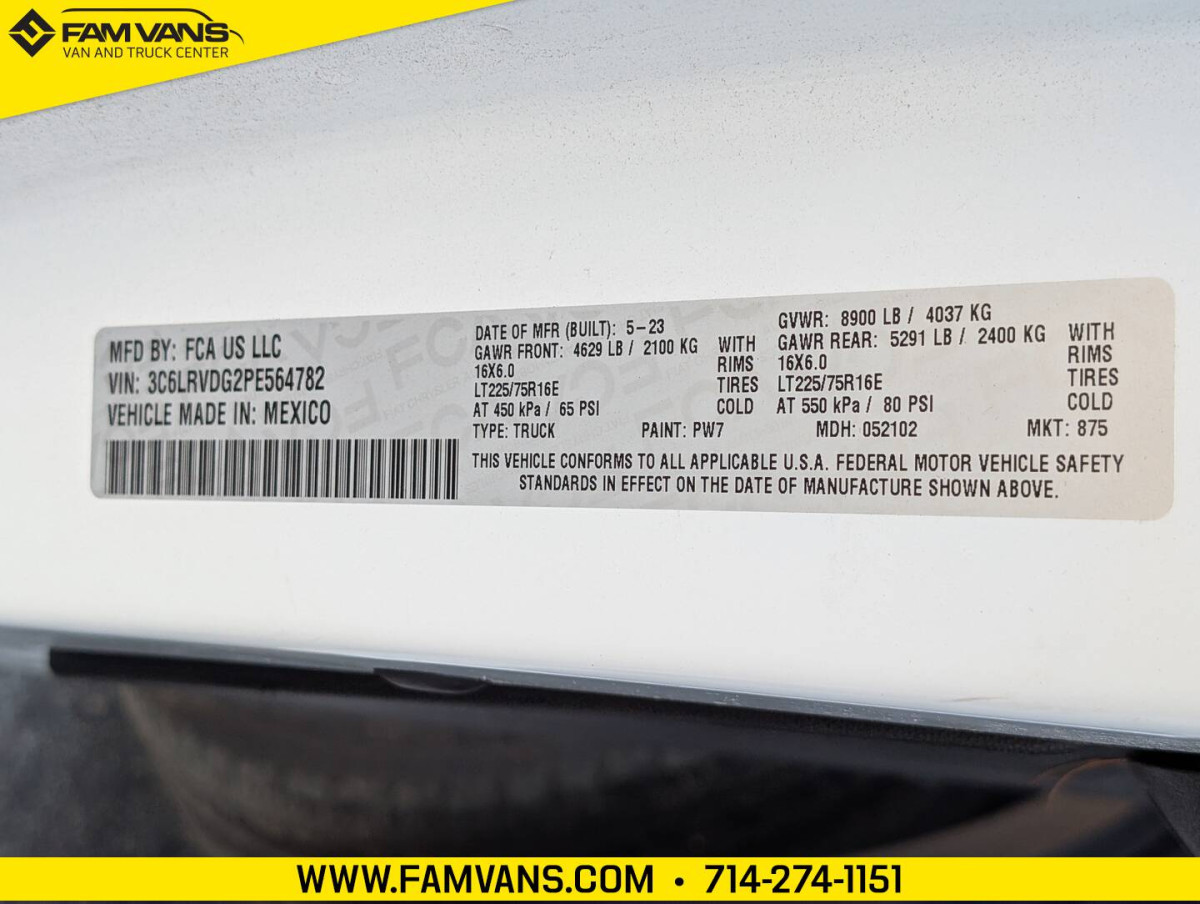 FAM VANS
VAN AND TRUCK CENTER
MFD BY: FCA US LLC
VIN: 3C6LRVDG2PE564782
VEHICLE MADE IN: MEXICO
DATE OF MFR (BUILT): 5-23
GAWR FRONT: 4629 LB / 2100 KG WITH
16X6.0 RIMS
LT225/75R16E TIRES
AT 450 kPa / 65 PSI COLD
GVWR: 8900 LB / 4037 KG
GAWR REAR: 5291 LB / 2400 KG WITH
16X6.0 RIMS
LT225/75R16E TIRES
AT 550 kPa / 80 PSI COLD
TYPE: TRUCK PAINT: PW7 MDH: 052102 MKT: 875
THIS VEHICLE CONFORMS TO ALL APPLICABLE U.S.A. FEDERAL MOTOR VEHICLE SAFETY
STANDARDS IN EFFECT ON THE DATE OF MANUFACTURE SHOWN ABOVE.
WWW.FAMVANS.COM • 714-274-1151